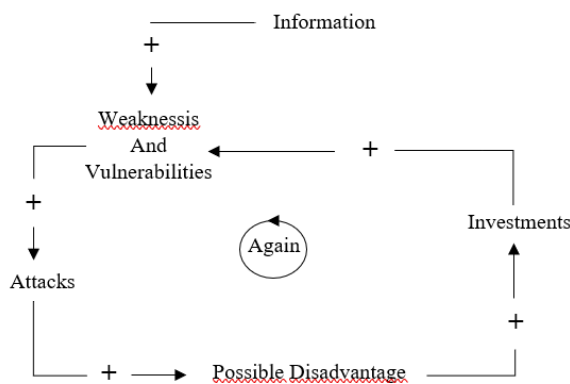 Information
+
Weaknessis
And
Vulnerabilities
+
+
Again
Investments
Attacks
+
+
Possible Disadvantage